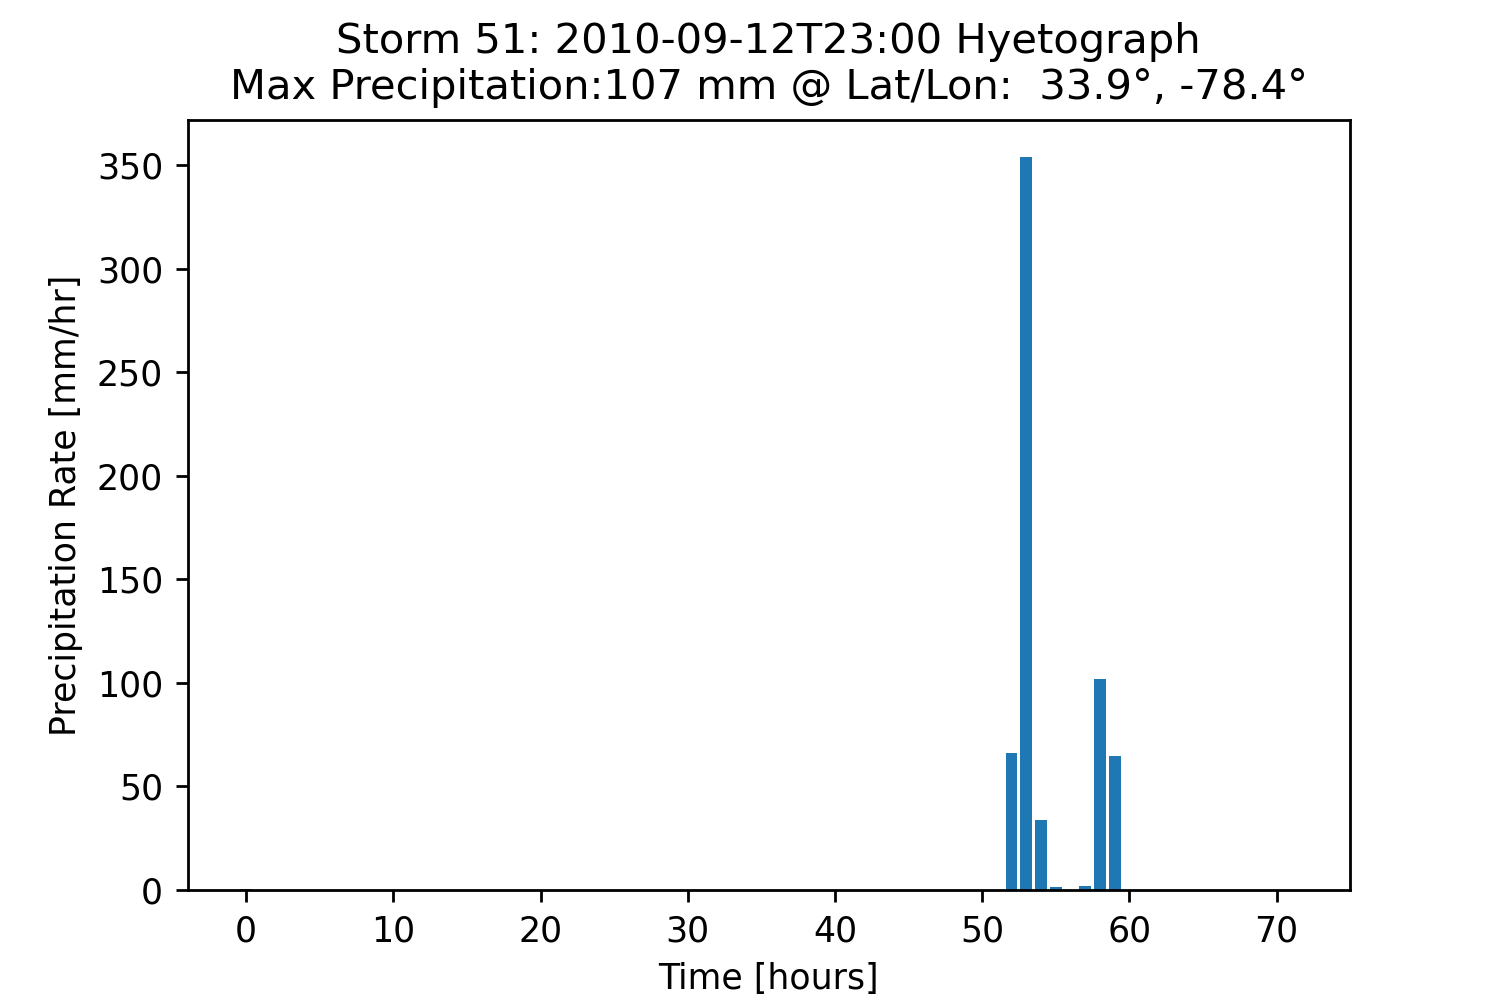 Storm 51: 2010-09-12T23:00 Hyetograph
Max Precipitation:107 mm @ Lat/Lon:  33.9°, -78.4°
Precipitation Rate [mm/hr]
350
300
250
200
150
100
50
0
0 10 20 30 40 50 60 70
Time [hours]